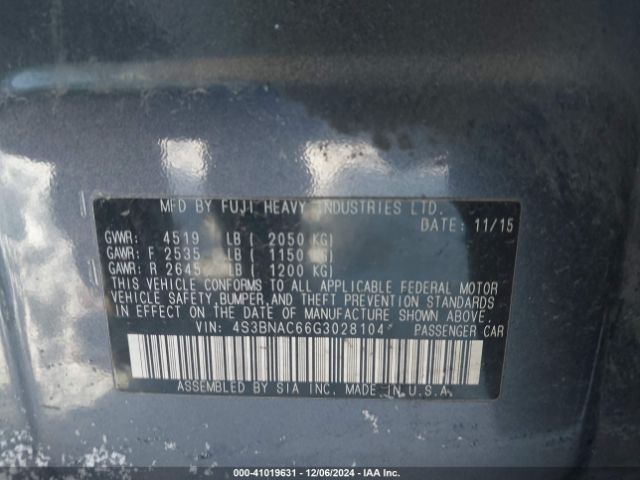 MFD BY FUJI HEAVY INDUSTRIES LTD.
DATE: 11/15
GVWR: 4519 LB ( 2050 KG)
GAWR: F 2535 LB ( 1150 KG)
GAWR: R 2645 LB ( 1200 KG)
THIS VEHICLE CONFORMS TO ALL APPLICABLE FEDERAL MOTOR
VEHICLE SAFETY, BUMPER, AND THEFT PREVENTION STANDARDS
IN EFFECT ON THE DATE OF MANUFACTURE SHOWN ABOVE.
VIN: 4S3BNAC66G3028104 PASSENGER CAR
ASSEMBLED BY SIA INC. MADE IN U.S.A.
000-41019631 - 12/06/2024 - IAA Inc.